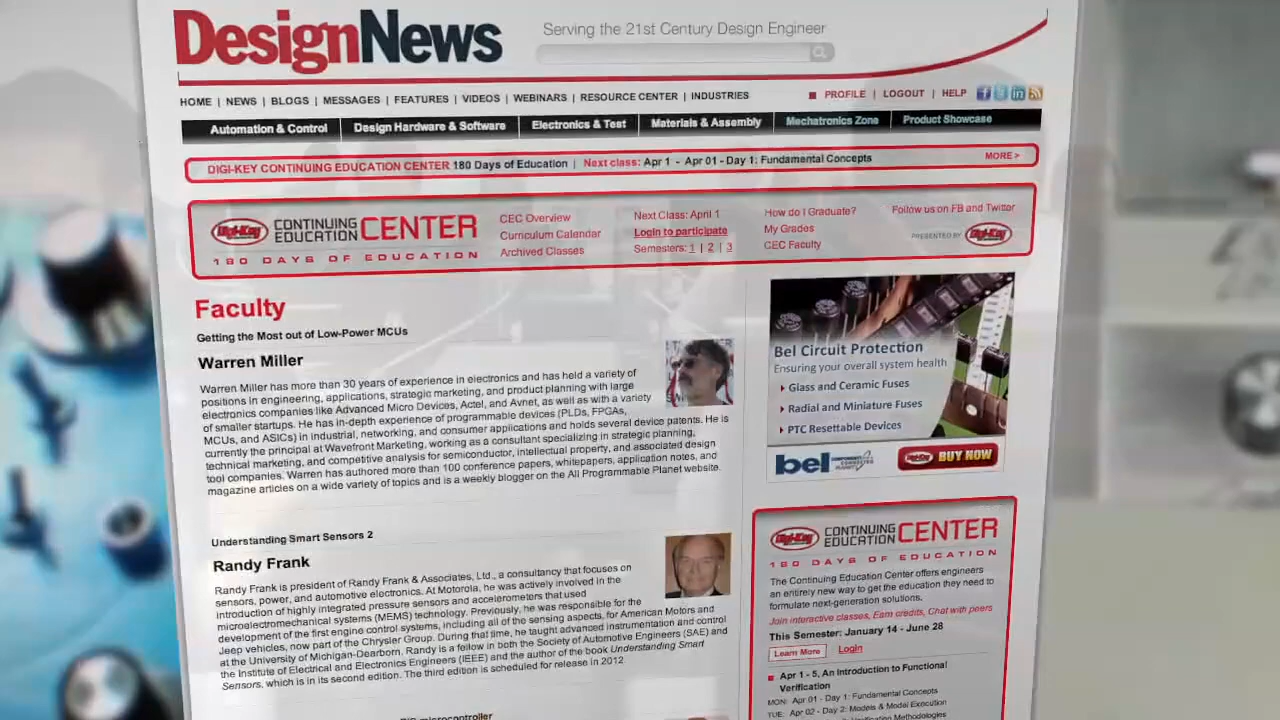 DesignNews
Serving the 21st Century Design Engineer
HOME | NEWS | BLOGS | MESSAGES | FEATURES | VIDEOS | WEBINARS | RESOURCE CENTER | INDUSTRIES
PROFILE | LOGOUT | HELP
Automation & Control
Design Hardware & Software
Electronics & Test
Materials & Assembly
Mechatronics Zone
Product Showcase
DIGI-KEY CONTINUING EDUCATION CENTER 180 Days of Education | Next class: Apr 1 - Apr 01 - Day 1: Fundamental Concepts
MORE >
Digi-Key
CONTINUING EDUCATION CENTER
180 DAYS OF EDUCATION
CEC Overview
Curriculum Calendar
Archived Classes
Next Class: April 1
Login to participate
Semesters: 1 | 2 | 3
How do I Graduate?
My Grades
CEC Faculty
Follow us on FB and Twitter
PRESENTED BY Digi-Key
Faculty
Getting the Most out of Low-Power MCUs
Warren Miller
Warren Miller has more than 30 years of experience in electronics and has held a variety of
positions in engineering, applications, strategic marketing, and product planning with large
electronics companies like Advanced Micro Devices, Actel, and Avnet, as well as with a variety
of smaller startups. He has in-depth experience of programmable devices (PLDs, FPGAs,
MCUs, and ASICs) in industrial, networking, and consumer applications and holds several device patents. He is
currently the principal at Wavefront Marketing, working as a consultant specializing in strategic planning,
technical marketing, and competitive analysis for semiconductor, intellectual property, and associated design
tool companies. Warren has authored more than 100 conference papers, whitepapers, application notes, and
magazine articles on a wide variety of topics and is a weekly blogger on the All Programmable Planet website.
Understanding Smart Sensors 2
Randy Frank
Randy Frank is president of Randy Frank & Associates, Ltd., a consultancy that focuses on
sensors, power, and automotive electronics. At Motorola, he was actively involved in the
introduction of highly integrated pressure sensors and accelerometers that used
microelectromechanical systems (MEMS) technology. Previously, he was responsible for the
development of the first engine control systems, including all of the sensing aspects, for American Motors and
Jeep vehicles, now part of the Chrysler Group. During that time, he taught advanced instrumentation and control
at the University of Michigan-Dearborn. Randy is a fellow in both the Society of Automotive Engineers (SAE) and
the Institute of Electrical and Electronics Engineers (IEEE) and the author of the book Understanding Smart
Sensors, which is in its second edition. The third edition is scheduled for release in 2012
microcontroller
Bel Circuit Protection
Ensuring your overall system health
Glass and Ceramic Fuses
Radial and Miniature Fuses
PTC Resettable Devices
bel
BUY NOW
Digi-Key
CONTINUING EDUCATION CENTER
180 DAYS OF EDUCATION
The Continuing Education Center offers engineers
an entirely new way to get the education they need to
formulate next-generation solutions.
Join interactive classes, Earn credits, Chat with peers
This Semester: January 14 - June 28
Learn More Login
Apr 1 - 5, An Introduction to Functional
Verification
MON: Apr 01 - Day 1: Fundamental Concepts
TUE: Apr 02 - Day 2: Models & Model Execution
Methodologies